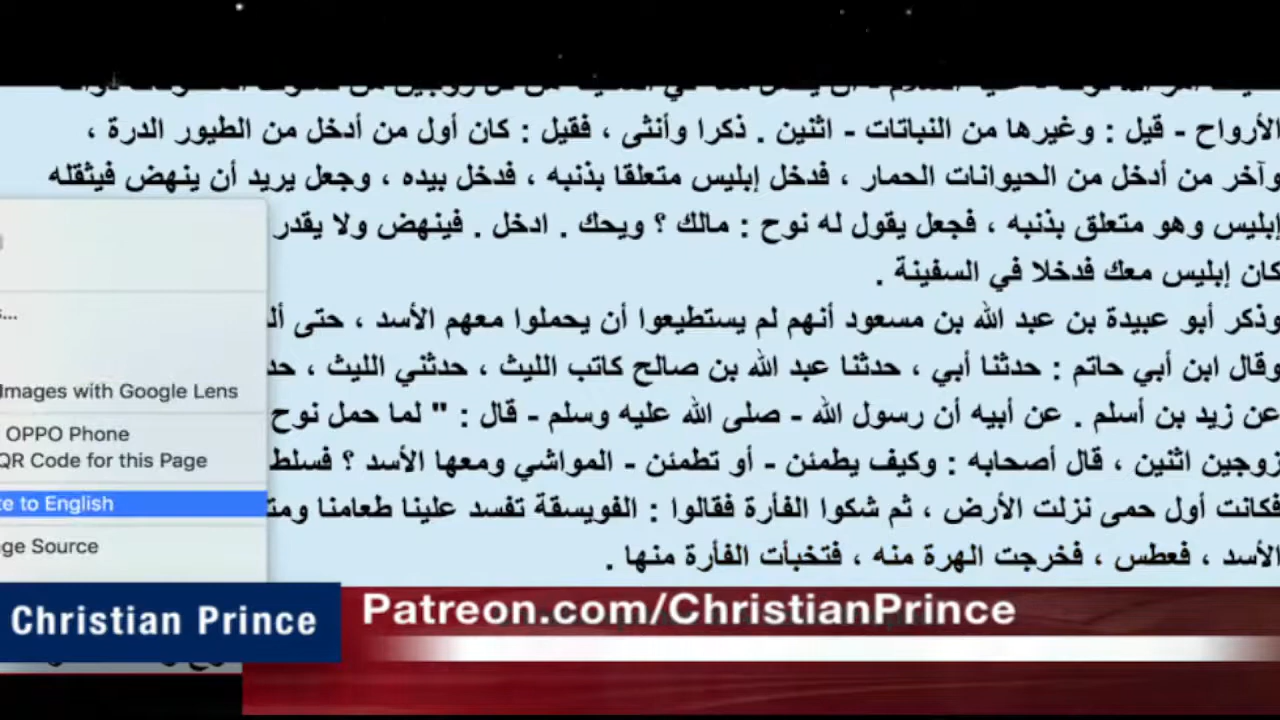 الأرواح - قيل : وغيرها من النباتات - اثنين . ذكرا وأنثى ، فقيل : كان أول من أدخل من الطيور الدرة ،
وآخر من أدخل من الحيوانات الحمار ، فدخل إبليس متعلقا بذنبه ، فدخل بيده ، وجعل يريد أن ينهض فيثقله
إبليس وهو متعلق بذنبه ، فجعل يقول له نوح : مالك ؟ ويحك . ادخل . فينهض ولا يقدر
كان إبليس معك فدخلا في السفينة .
وذكر أبو عبيدة بن عبد الله بن مسعود أنهم لم يستطيعوا أن يحملوا معهم الأسد ، حتى
وقال ابن أبي حاتم : حدثنا أبي ، حدثنا عبد الله بن صالح كاتب الليث ، حدثني الليث ،
عن زيد بن أسلم . عن أبيه أن رسول الله - صلى الله عليه وسلم - قال : " لما حمل نوح
زوجين اثنين ، قال أصحابه : وكيف يطمئن - أو تطمئن - المواشي ومعها الأسد ؟ فسلط
فكانت أول حمى نزلت الأرض ، ثم شكوا الفأرة فقالوا : الفويسقة تفسد علينا طعامنا
الأسد ، فعطس ، فخرجت الهرة منه ، فتخبأت الفأرة منها .
Images with Google Lens
OPPO Phone
QR Code for this Page
to English
Source
Christian Prince
Patreon.com/ChristianPrince